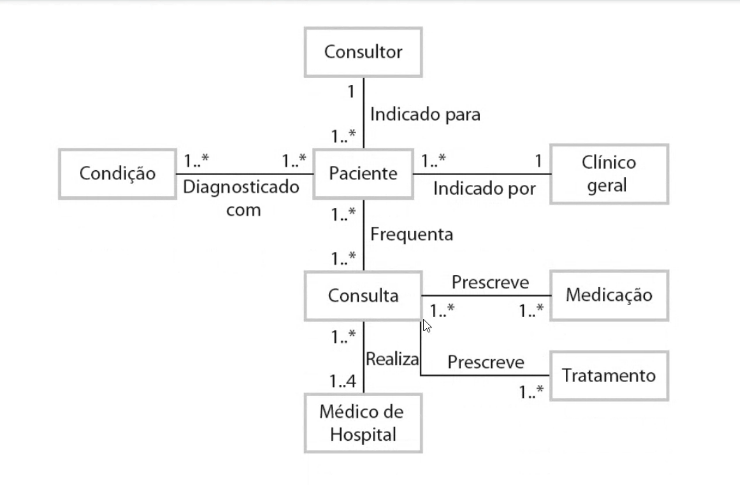 Consultor
1
Indicado para
1..*
Condição
1..*
1..*
Diagnosticado
com
Paciente
1..*
1
Indicado por
Clínico
geral
1..*
Frequenta
1..*
Consulta
Prescreve
1..*
1..*
Medicação
1..*
Realiza
1..4
Prescreve
1..*
Tratamento
Médico de
Hospital